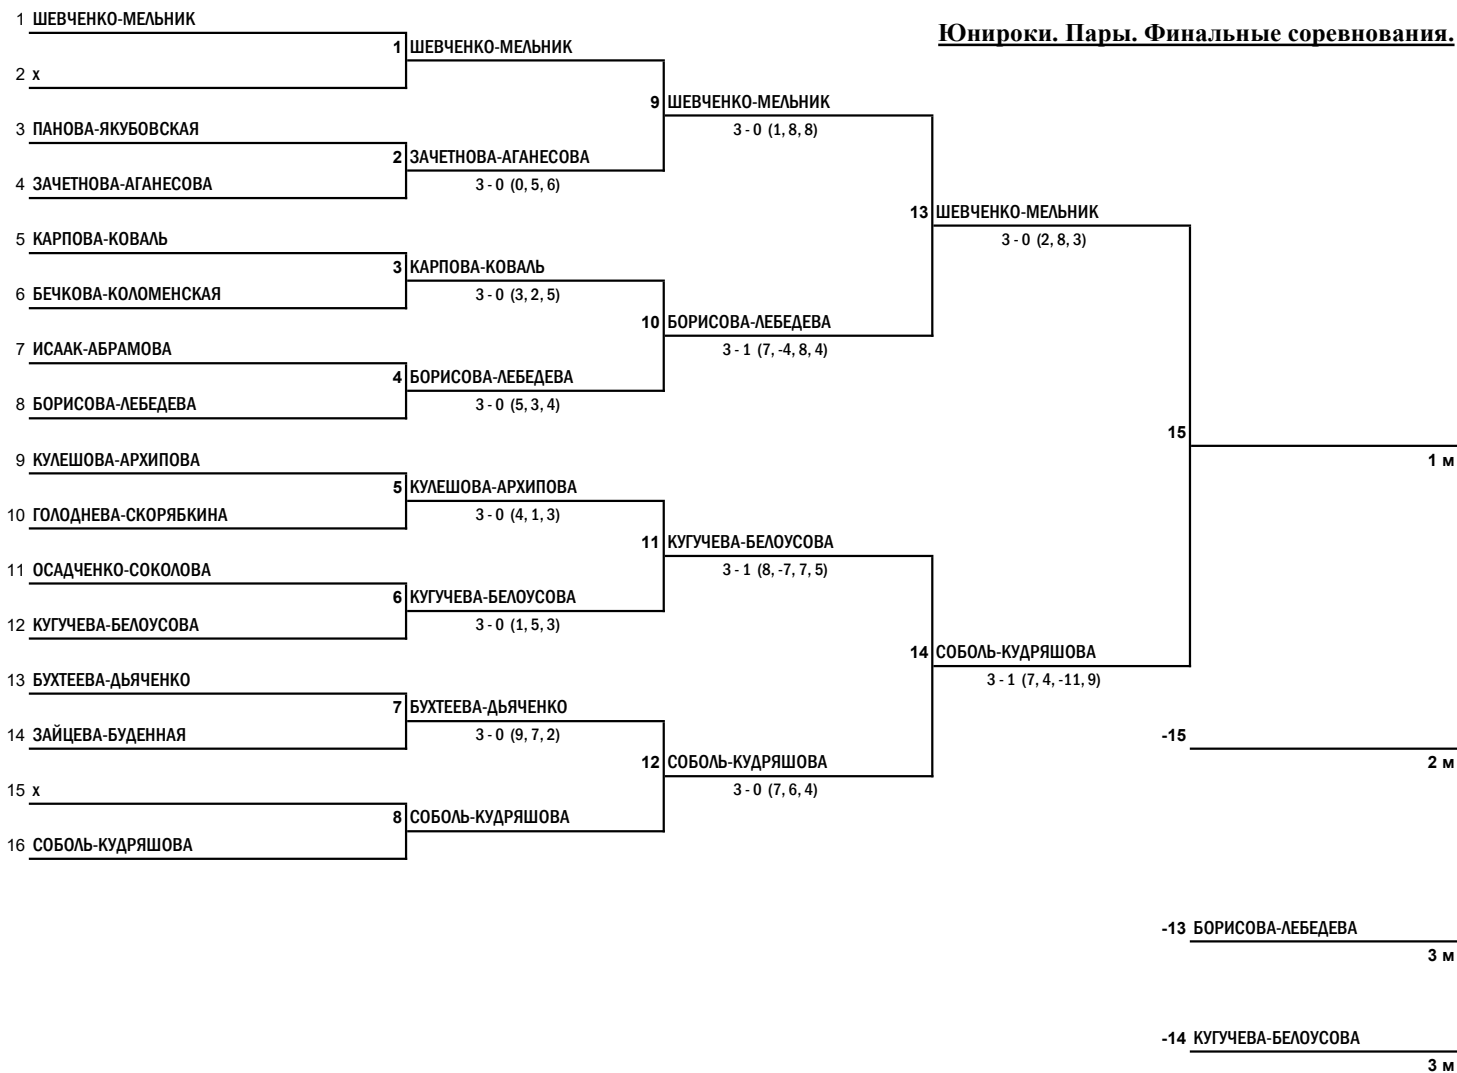 Юнироки. Пары. Финальные соревнования.
1 ШЕВЧЕНКО-МЕЛЬНИК
1 ШЕВЧЕНКО-МЕЛЬНИК
2 х
9 ШЕВЧЕНКО-МЕЛЬНИК
3 - 0 (1, 8, 8)
3 ПАНОВА-ЯКУБОВСКАЯ
2 ЗАЧЕТНОВА-АГАНЕСОВА
3 - 0 (0, 5, 6)
4 ЗАЧЕТНОВА-АГАНЕСОВА
13 ШЕВЧЕНКО-МЕЛЬНИК
3 - 0 (2, 8, 3)
5 КАРПОВА-КОВАЛЬ
3 КАРПОВА-КОВАЛЬ
3 - 0 (3, 2, 5)
6 БЕЧКОВА-КОЛОМЕНСКАЯ
10 БОРИСОВА-ЛЕБЕДЕВА
3 - 1 (7, -4, 8, 4)
7 ИСААК-АБРАМОВА
4 БОРИСОВА-ЛЕБЕДЕВА
3 - 0 (5, 3, 4)
8 БОРИСОВА-ЛЕБЕДЕВА
15
1 м
9 КУЛЕШОВА-АРХИПОВА
5 КУЛЕШОВА-АРХИПОВА
3 - 0 (4, 1, 3)
10 ГОЛОДНЕВА-СКОРЯБКИНА
11 КУГУЧЕВА-БЕЛОУСОВА
3 - 1 (8, -7, 7, 5)
11 ОСАДЧЕНКО-СОКОЛОВА
6 КУГУЧЕВА-БЕЛОУСОВА
3 - 0 (1, 5, 3)
12 КУГУЧЕВА-БЕЛОУСОВА
14 СОБОЛЬ-КУДРЯШОВА
3 - 1 (7, 4, -11, 9)
13 БУХТЕЕВА-ДЬЯЧЕНКО
7 БУХТЕЕВА-ДЬЯЧЕНКО
3 - 0 (9, 7, 2)
14 ЗАЙЦЕВА-БУДЕННАЯ
-15
2 м
12 СОБОЛЬ-КУДРЯШОВА
3 - 0 (7, 6, 4)
15 х
8 СОБОЛЬ-КУДРЯШОВА
16 СОБОЛЬ-КУДРЯШОВА
-13 БОРИСОВА-ЛЕБЕДЕВА
3 м
-14 КУГУЧЕВА-БЕЛОУСОВА
3 м